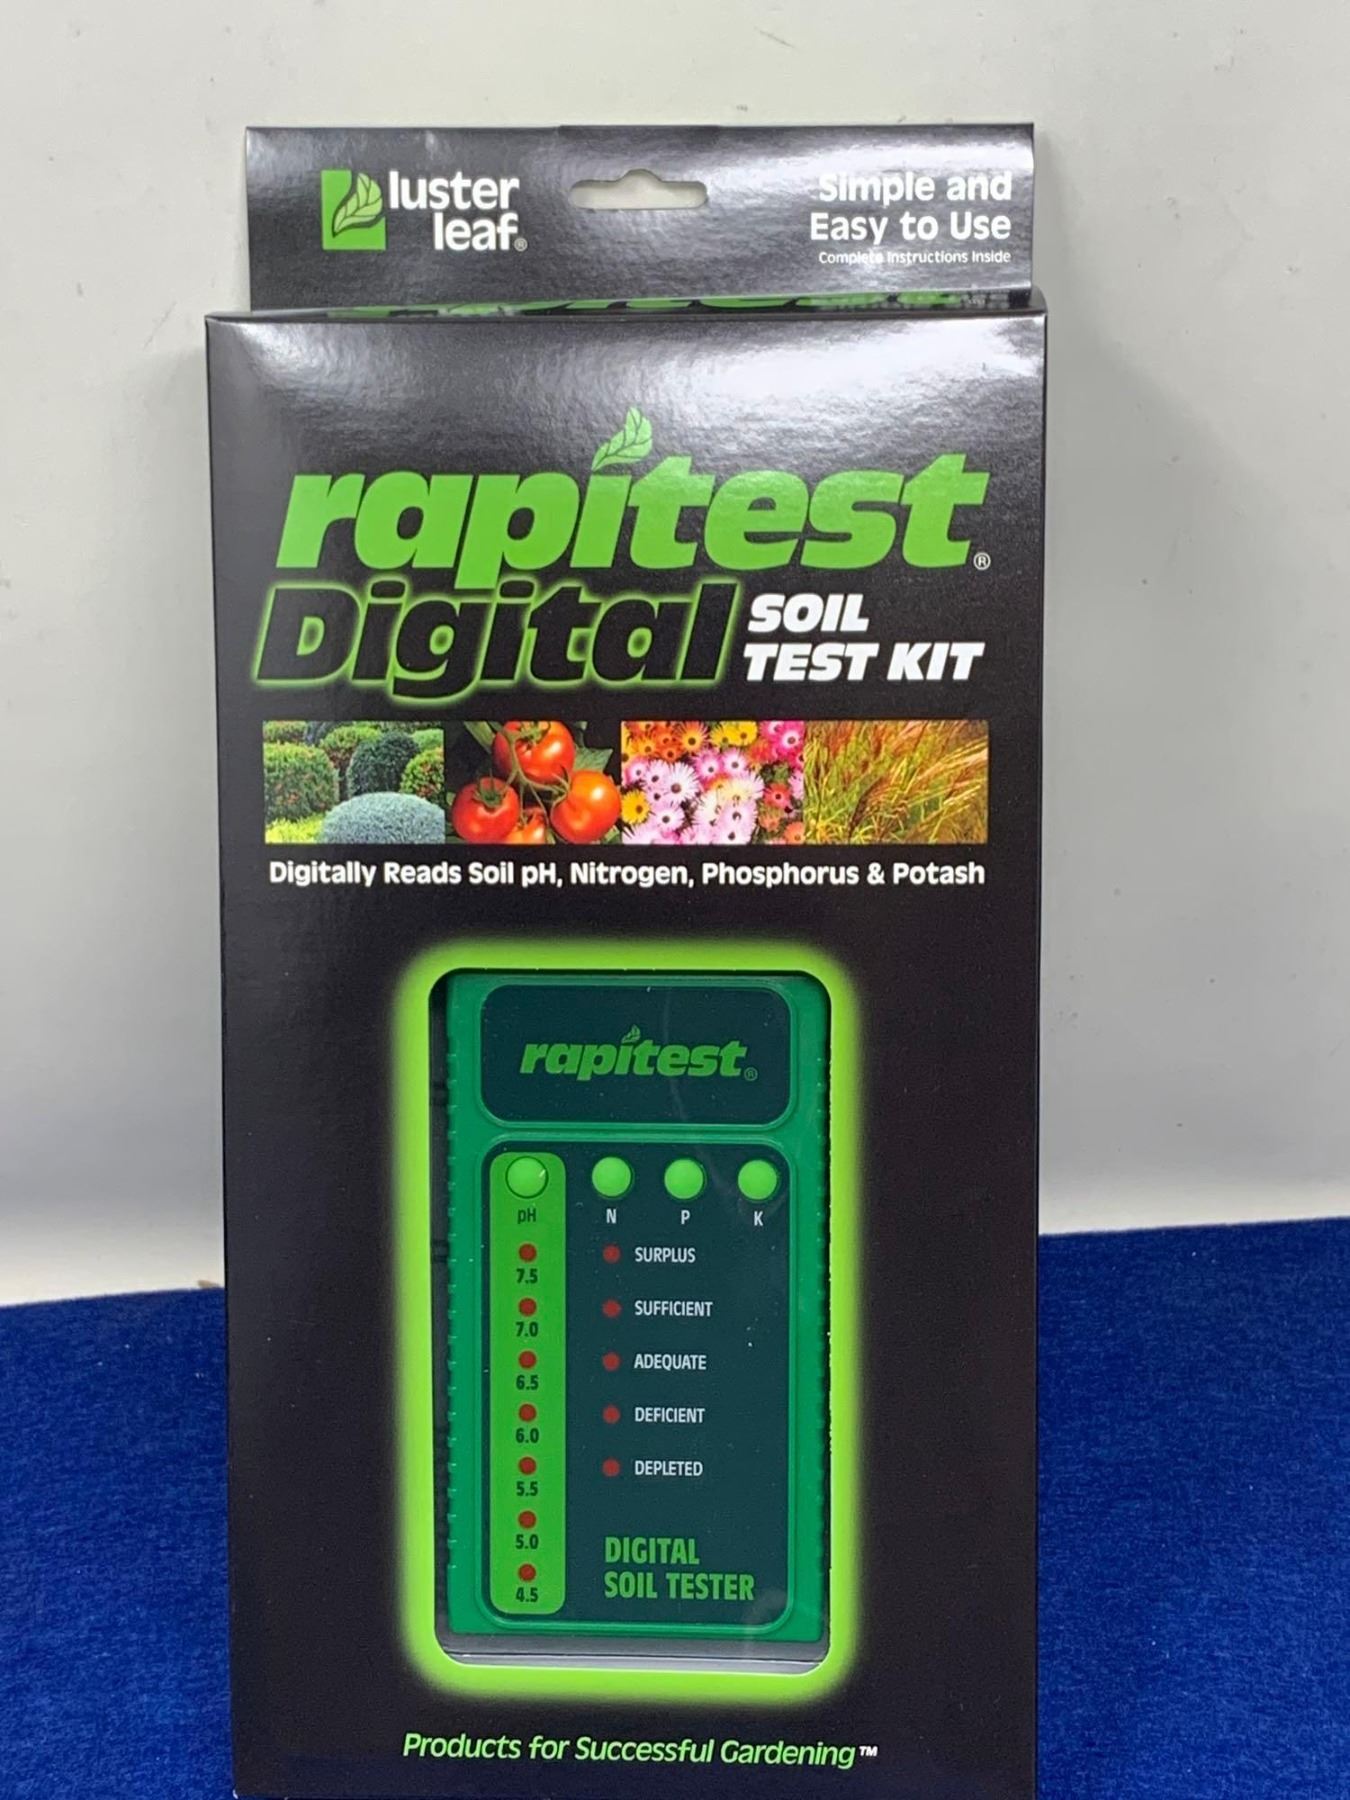 luster
leaf®
Simple and
Easy to Use
Complete Instructions Inside
rapitest®
Digital SOIL
TEST KIT
Digitally Reads Soil pH, Nitrogen, Phosphorus & Potash
rapitest®
pH N P K
7.5 SURPLUS
7.0 SUFFICIENT
6.5 ADEQUATE
6.0 DEFICIENT
5.5 DEPLETED
5.0
4.5
DIGITAL
SOIL TESTER
Products for Successful Gardening™